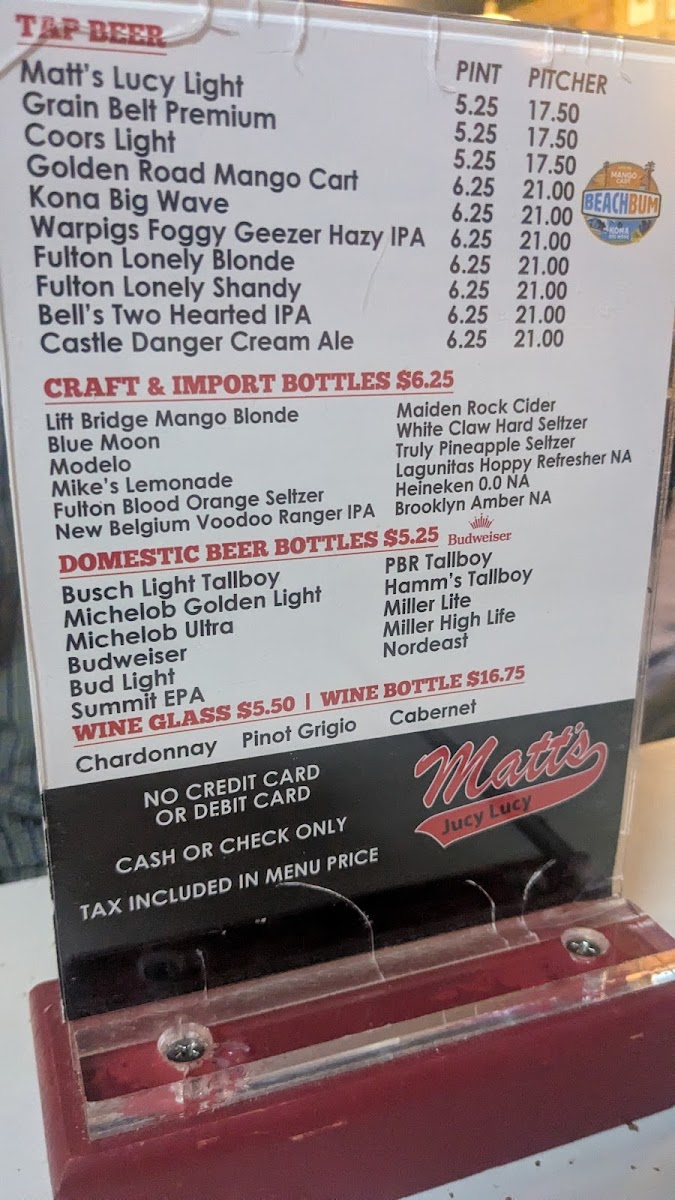 TAP BEER
PINT PITCHER
Matt's Lucy Light 5.25 17.50
Grain Belt Premium 5.25 17.50
Coors Light 5.25 17.50
Golden Road Mango Cart 6.25 21.00
Kona Big Wave 6.25 21.00
Warpigs Foggy Geezer Hazy IPA 6.25 21.00
Fulton Lonely Blonde 6.25 21.00
Fulton Lonely Shandy 6.25 21.00
Bell's Two Hearted IPA 6.25 21.00
Castle Danger Cream Ale 6.25 21.00
MANGO
CART
BEACHBUM
KONA
BIG WAVE
CRAFT & IMPORT BOTTLES $6.25
Lift Bridge Mango Blonde
Blue Moon
Modelo
Mike's Lemonade
Fulton Blood Orange Seltzer
New Belgium Voodoo Ranger IPA
Maiden Rock Cider
White Claw Hard Seltzer
Truly Pineapple Seltzer
Lagunitas Hoppy Refresher NA
Heineken 0.0 NA
Brooklyn Amber NA
DOMESTIC BEER BOTTLES $5.25
Budweiser
Busch Light Tallboy
Michelob Golden Light
Michelob Ultra
Budweiser
Bud Light
Summit EPA
PBR Tallboy
Hamm's Tallboy
Miller Lite
Miller High Life
Nordeast
WINE GLASS $5.50 | WINE BOTTLE $16.75
Chardonnay Pinot Grigio Cabernet
NO CREDIT CARD
OR DEBIT CARD
CASH OR CHECK ONLY
TAX INCLUDED IN MENU PRICE
Matt's
Jucy Lucy